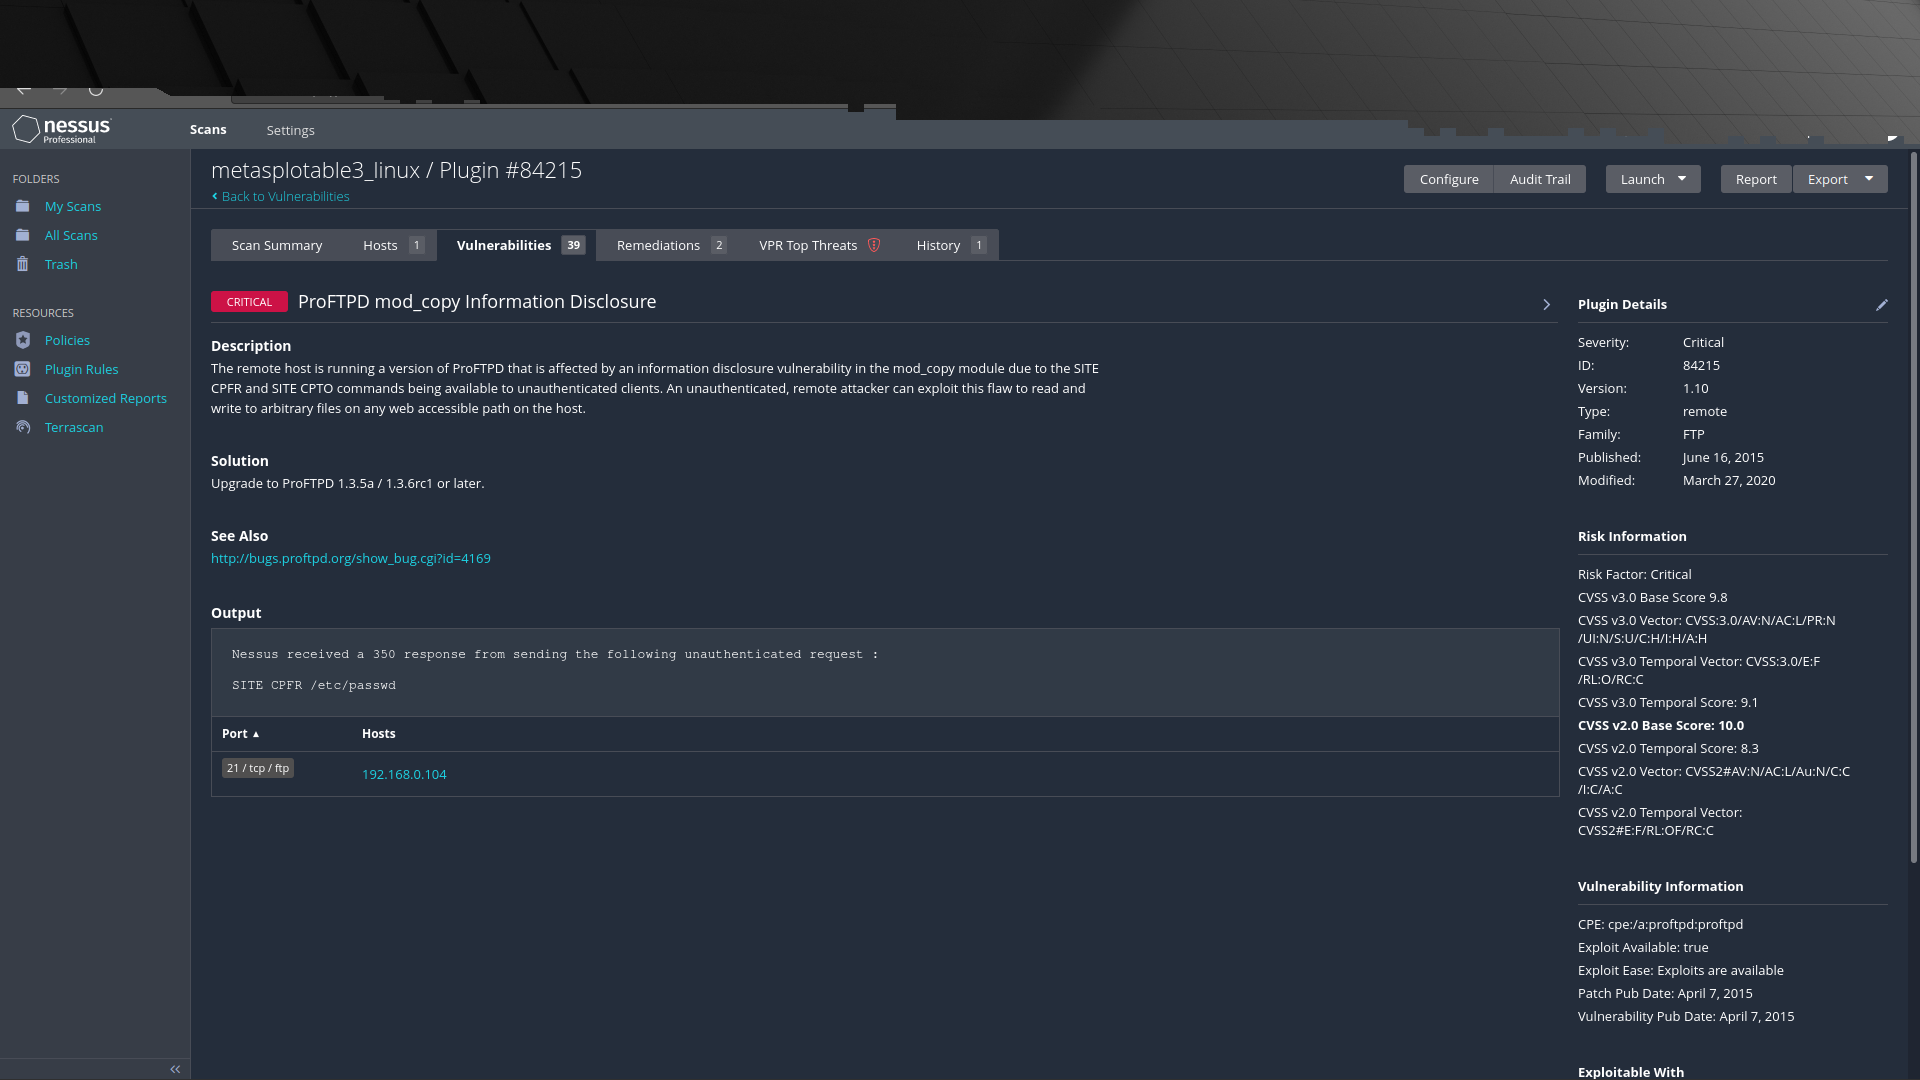 nessus
Professional
Scans
Settings
FOLDERS
My Scans
All Scans
Trash
RESOURCES
Policies
Plugin Rules
Customized Reports
Terrascan
metasplotable3_linux / Plugin #84215
Back to Vulnerabilities
Configure
Audit Trail
Launch
Report
Export
Scan Summary
Hosts 1
Vulnerabilities 39
Remediations 2
VPR Top Threats
History 1
CRITICAL
ProFTPD mod_copy Information Disclosure
Description
The remote host is running a version of ProFTPD that is affected by an information disclosure vulnerability in the mod_copy module due to the SITE
CPFR and SITE CPTO commands being available to unauthenticated clients. An unauthenticated, remote attacker can exploit this flaw to read and
write to arbitrary files on any web accessible path on the host.
Solution
Upgrade to ProFTPD 1.3.5a / 1.3.6rc1 or later.
See Also
http://bugs.proftpd.org/show_bug.cgi?id=4169
Output
Nessus received a 350 response from sending the following unauthenticated request :
SITE CPFR /etc/passwd
Port ▲ Hosts
21 / tcp / ftp 192.168.0.104
Plugin Details
Severity: Critical
ID: 84215
Version: 1.10
Type: remote
Family: FTP
Published: June 16, 2015
Modified: March 27, 2020
Risk Information
Risk Factor: Critical
CVSS v3.0 Base Score 9.8
CVSS v3.0 Vector: CVSS:3.0/AV:N/AC:L/PR:N
/UI:N/S:U/C:H/I:H/A:H
CVSS v3.0 Temporal Vector: CVSS:3.0/E:F
/RL:O/RC:C
CVSS v3.0 Temporal Score: 9.1
CVSS v2.0 Base Score: 10.0
CVSS v2.0 Temporal Score: 8.3
CVSS v2.0 Vector: CVSS2#AV:N/AC:L/Au:N/C:C
/I:C/A:C
CVSS v2.0 Temporal Vector:
CVSS2#E:F/RL:OF/RC:C
Vulnerability Information
CPE: cpe:/a:proftpd:proftpd
Exploit Available: true
Exploit Ease: Exploits are available
Patch Pub Date: April 7, 2015
Vulnerability Pub Date: April 7, 2015
Exploitable With